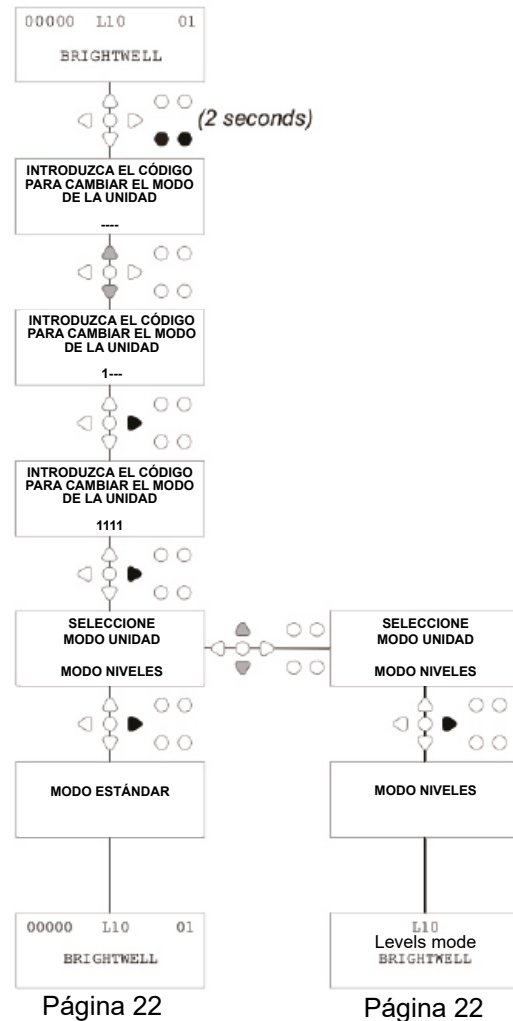 00000 L10 01
BRIGHTWELL
(2 seconds)
INTRODUZCA EL CÓDIGO
PARA CAMBIAR EL MODO
DE LA UNIDAD
----
INTRODUZCA EL CÓDIGO
PARA CAMBIAR EL MODO
DE LA UNIDAD
1---
INTRODUZCA EL CÓDIGO
PARA CAMBIAR EL MODO
DE LA UNIDAD
1111
SELECCIONE
MODO UNIDAD
MODO NIVELES
SELECCIONE
MODO UNIDAD
MODO NIVELES
MODO ESTÁNDAR
MODO NIVELES
00000 L10 01
BRIGHTWELL
L10
Levels mode
BRIGHTWELL
Página 22
Página 22